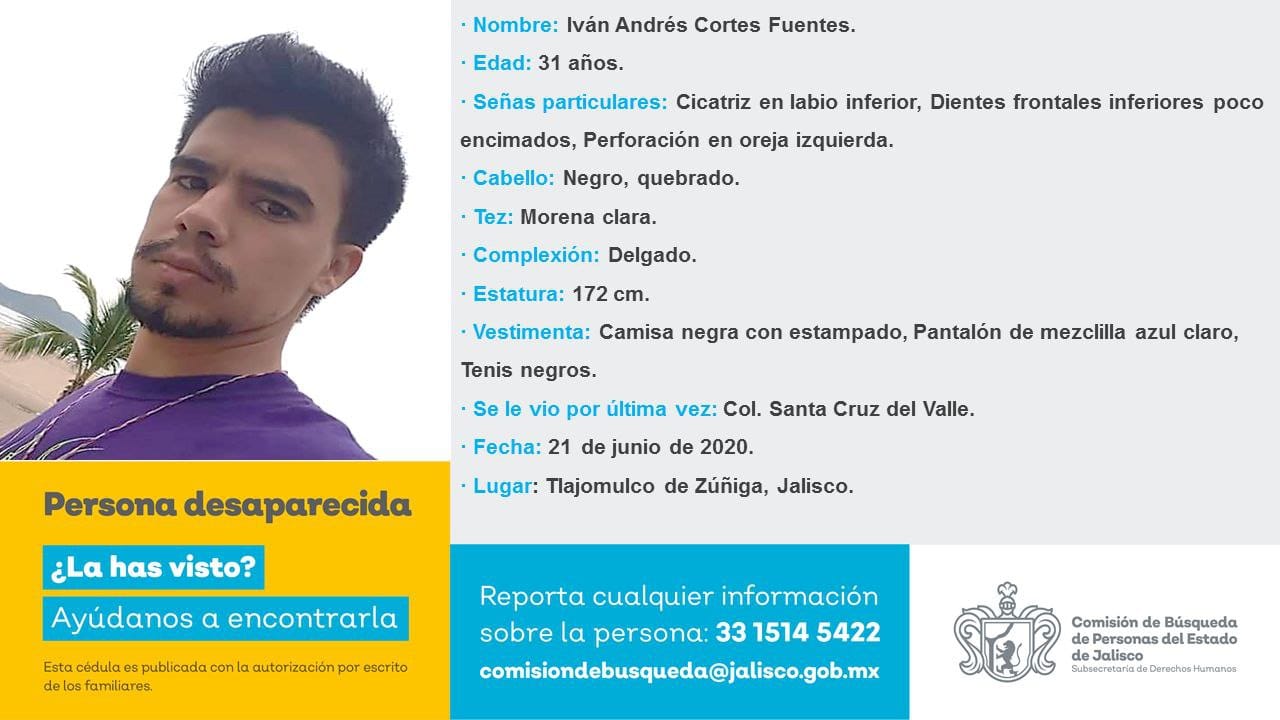 · Nombre: Iván Andrés Cortes Fuentes.
· Edad: 31 años.
· Señas particulares: Cicatriz en labio inferior, Dientes frontales inferiores poco
encimados, Perforación en oreja izquierda.
· Cabello: Negro, quebrado.
· Tez: Morena clara.
· Complexión: Delgado.
· Estatura: 172 cm.
· Vestimenta: Camisa negra con estampado, Pantalón de mezclilla azul claro,
Tenis negros.
· Se le vio por última vez: Col. Santa Cruz del Valle.
· Fecha: 21 de junio de 2020.
· Lugar: Tlajomulco de Zúñiga, Jalisco.
Persona desaparecida
¿La has visto?
Ayúdanos a encontrarla
Esta cédula es publicada con la autorización por escrito
de los familiares.
Reporta cualquier información
sobre la persona: 33 1514 5422
comisiondebusqueda@jalisco.gob.mx
Comisión de Búsqueda
de Personas del Estado
de Jalisco
Subsecretaría de Derechos Humanos